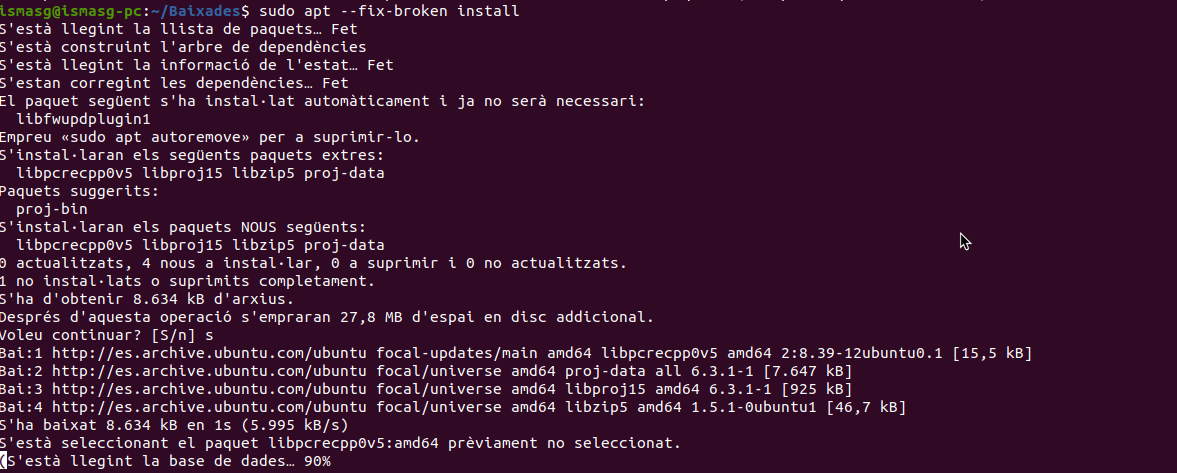 ismasg@ismasg-pc:~/Baixades$ sudo apt --fix-broken install
S'està llegint la llista de paquets… Fet
S'està construint l'arbre de dependències
S'està llegint la informació de l'estat… Fet
S'estan corregint les dependències… Fet
El paquet següent s'ha instal·lat automàticament i ja no serà necessari:
  libfwupdplugin1
Empreu «sudo apt autoremove» per a suprimir-lo.
S'instal·laran els següents paquets extres:
  libpcrecpp0v5 libproj15 libzip5 proj-data
Paquets suggerits:
  proj-bin
S'instal·laran els paquets NOUS següents:
  libpcrecpp0v5 libproj15 libzip5 proj-data
0 actualitzats, 4 nous a instal·lar, 0 a suprimir i 0 no actualitzats.
1 no instal·lats o suprimits completament.
S'ha d'obtenir 8.634 kB d'arxius.
Després d'aquesta operació s'empraran 27,8 MB d'espai en disc addicional.
Voleu continuar? [S/n] s
Bai:1 http://es.archive.ubuntu.com/ubuntu focal-updates/main amd64 libpcrecpp0v5 amd64 2:8.39-12ubuntu0.1 [15,5 kB]
Bai:2 http://es.archive.ubuntu.com/ubuntu focal/universe amd64 proj-data all 6.3.1-1 [7.647 kB]
Bai:3 http://es.archive.ubuntu.com/ubuntu focal/universe amd64 libproj15 amd64 6.3.1-1 [925 kB]
Bai:4 http://es.archive.ubuntu.com/ubuntu focal/universe amd64 libzip5 amd64 1.5.1-0ubuntu1 [46,7 kB]
S'ha baixat 8.634 kB en 1s (5.995 kB/s)
S'està seleccionant el paquet libpcrecpp0v5:amd64 prèviament no seleccionat.
(S'està llegint la base de dades… 90%